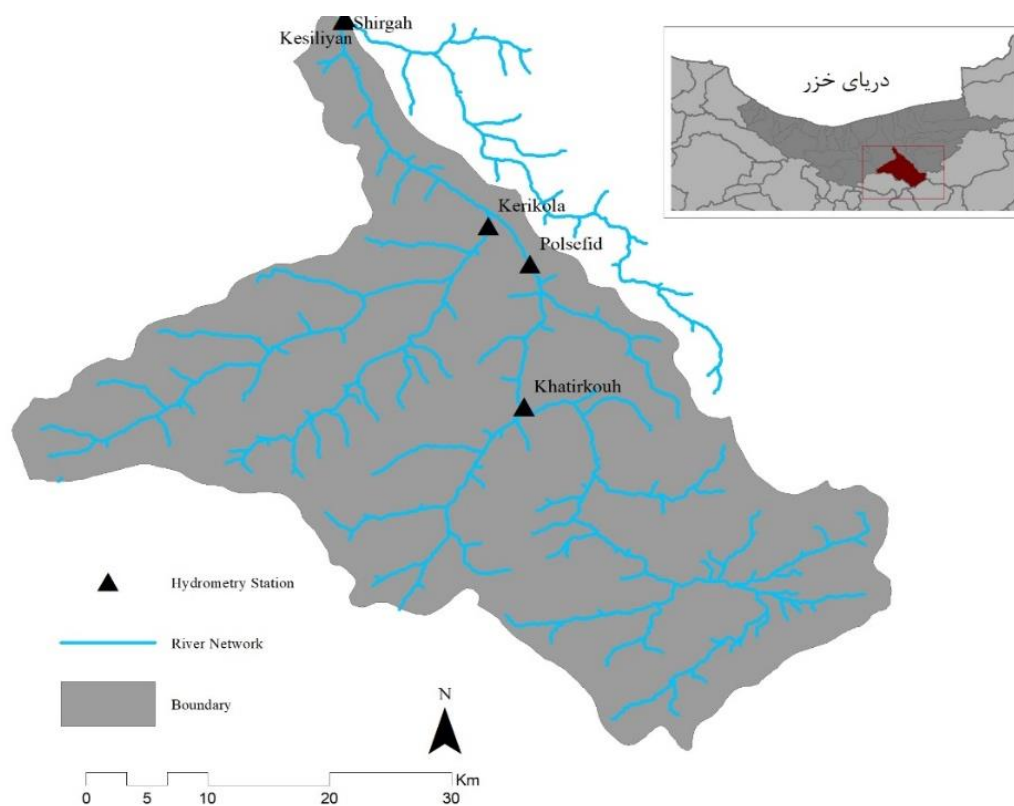 Shirgah
Kesiliyan
دریای خزر
Kerikola
Polsefid
Khatirkouh
Hydrometry Station
River Network
Boundary
N
Km
0 5 10 20 30